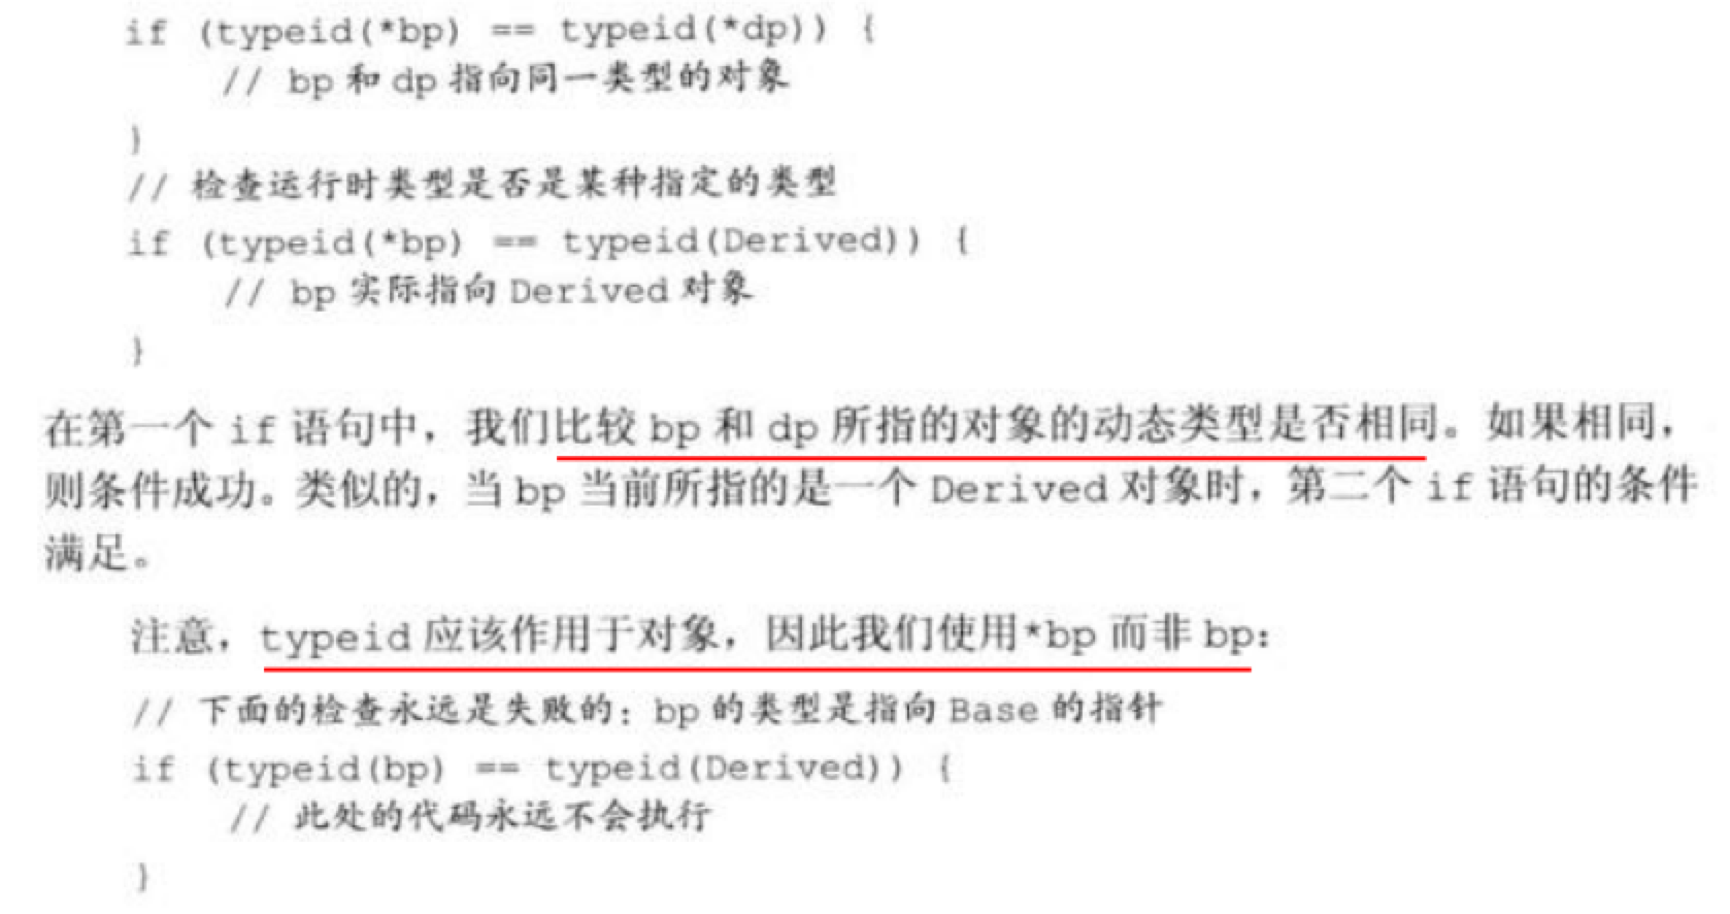 if (typeid(*bp) == typeid(*dp)) {
// bp 和 dp 指向同一类型的对象
}
// 检查运行时类型是否是某种指定的类型
if (typeid(*bp) == typeid(Derived)) {
// bp 实际指向 Derived 对象
}
在第一个 if 语句中，我们比较 bp 和 dp 所指的对象的动态类型是否相同。如果相同，
则条件成功。类似的，当 bp 当前所指的是一个 Derived 对象时，第二个 if 语句的条件
满足。
注意，typeid 应该作用于对象，因此我们使用*bp 而非 bp：
// 下面的检查永远是失败的：bp 的类型是指向 Base 的指针
if (typeid(bp) == typeid(Derived)) {
// 此处的代码永远不会执行
}